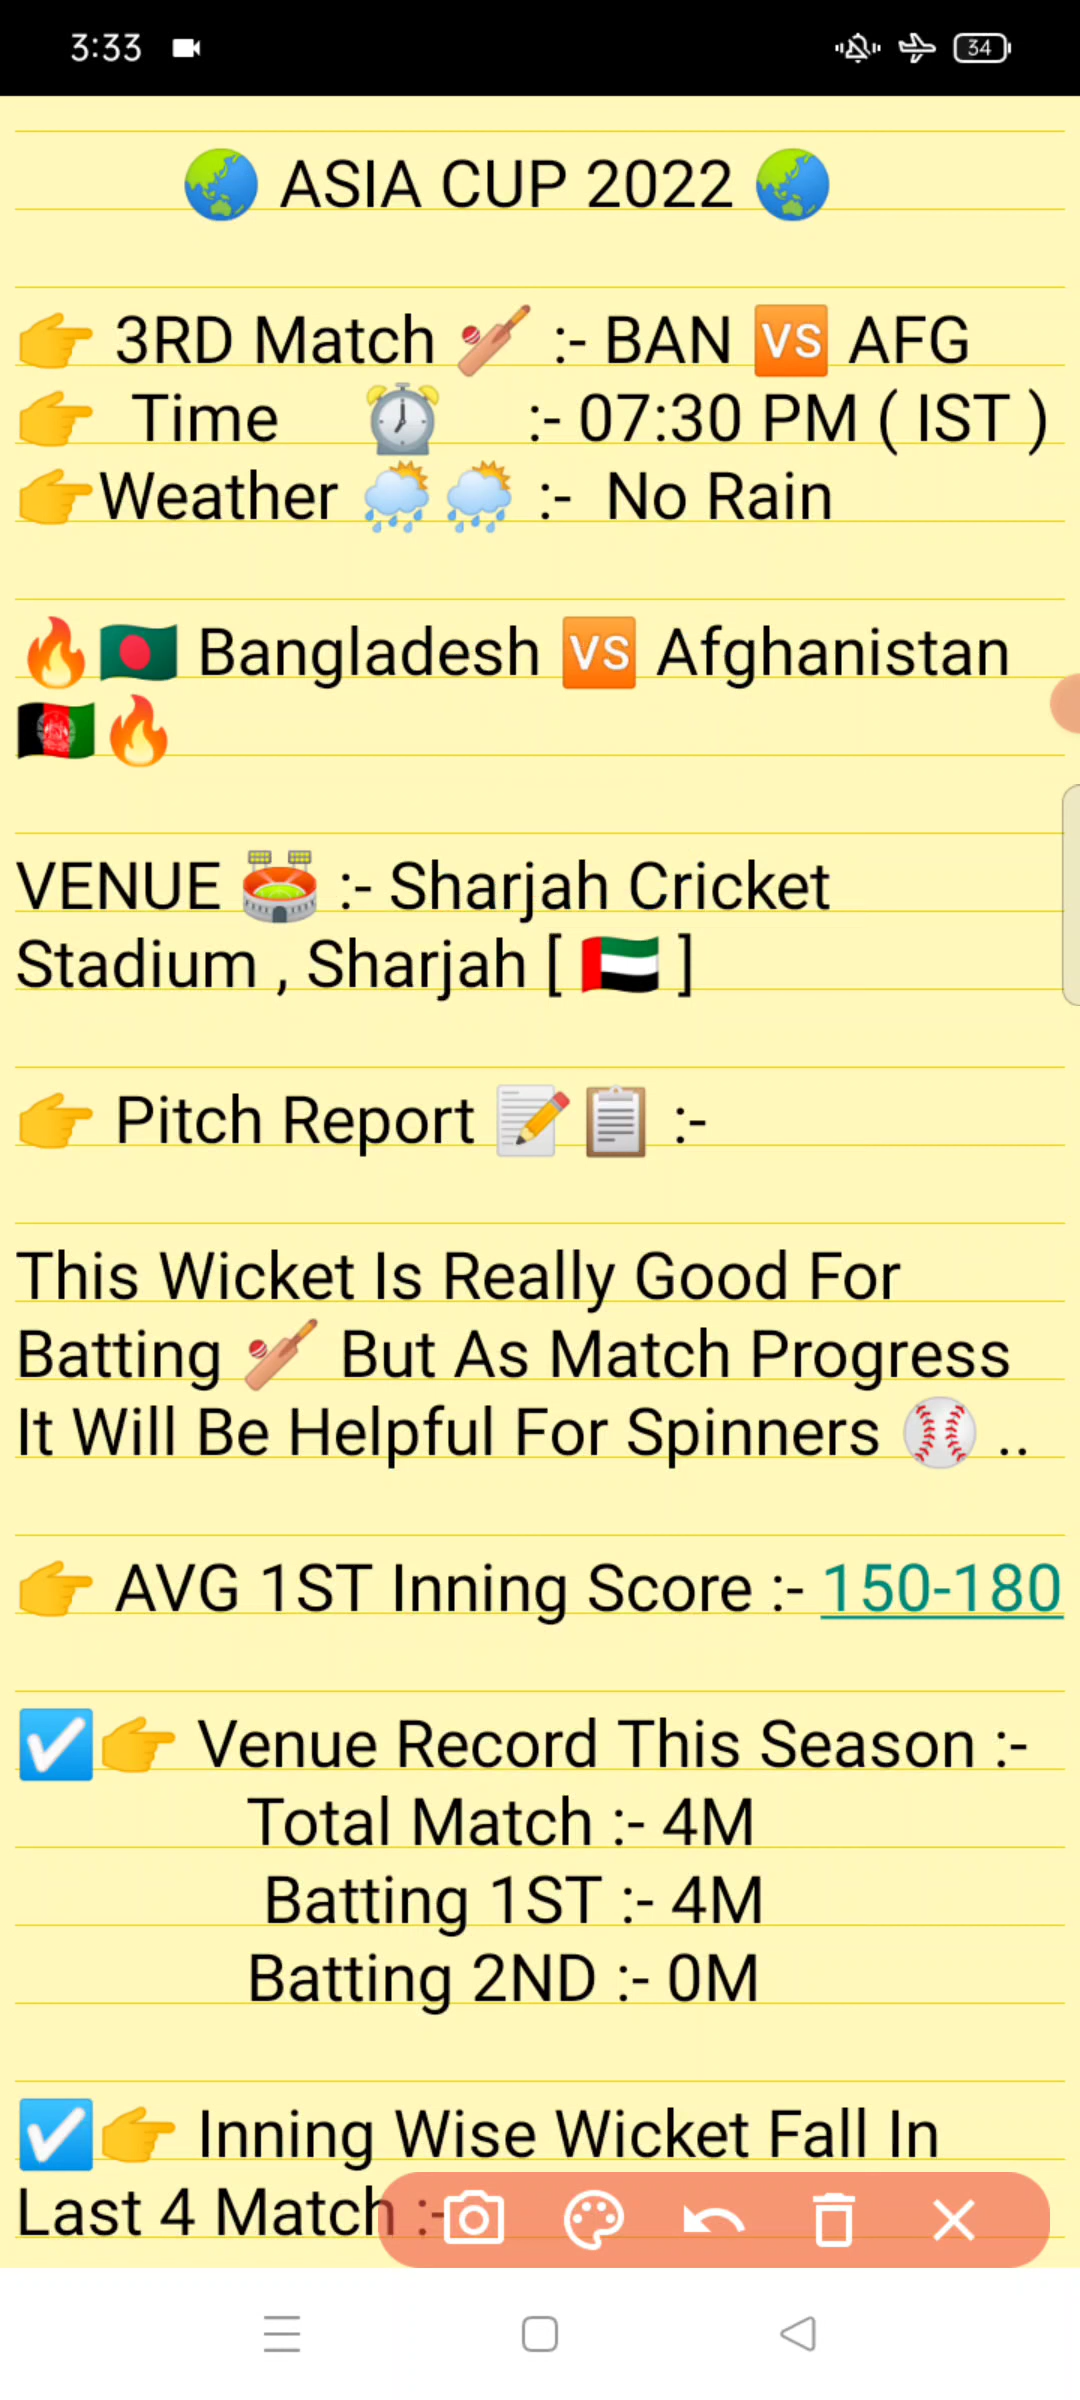 3:33 34
🌏 ASIA CUP 2022 🌏
👉 3RD Match 🏏 :- BAN 🆚 AFG
👉 Time ⏰ :- 07:30 PM ( IST )
👉Weather 🌦️🌦️ :- No Rain
🔥🇧🇩 Bangladesh 🆚 Afghanistan
🇦🇫🔥
VENUE 🏟️ :- Sharjah Cricket
Stadium , Sharjah [ 🇦🇪 ]
👉 Pitch Report 📝📋 :-
This Wicket Is Really Good For
Batting 🏏 But As Match Progress
It Will Be Helpful For Spinners ⚾ ..
👉 AVG 1ST Inning Score :- 150-180
☑️👉 Venue Record This Season :-
Total Match :- 4M
Batting 1ST :- 4M
Batting 2ND :- 0M
☑️👉 Inning Wise Wicket Fall In
Last 4 Match :-